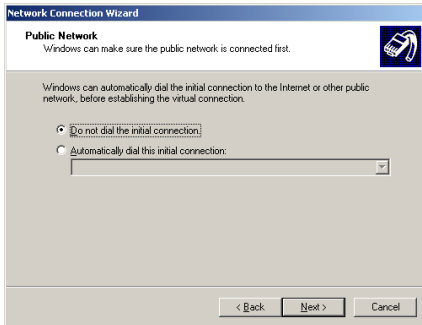 Network Connection Wizard
Public Network
Windows can make sure the public network is connected first.
Windows can automatically dial the initial connection to the Internet or other public
network, before establishing the virtual connection.
Do not dial the initial connection.
Automatically dial this initial connection:
< Back
Next >
Cancel